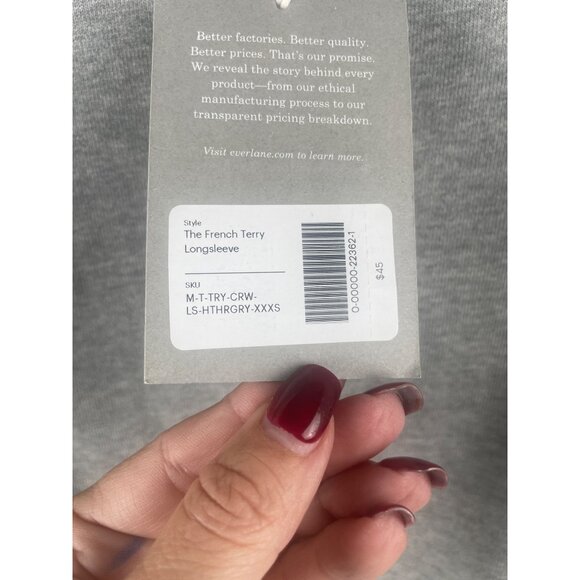 Better factories. Better quality.
Better prices. That's our promise.
We reveal the story behind every
product—from our ethical
manufacturing process to our
transparent pricing breakdown.
Visit everlane.com to learn more.
Style
The French Terry
Longsleeve
SKU
M-T-TRY-CRW-
LS-HTHRGRY-XXXS
0-00000-22362-1
$45